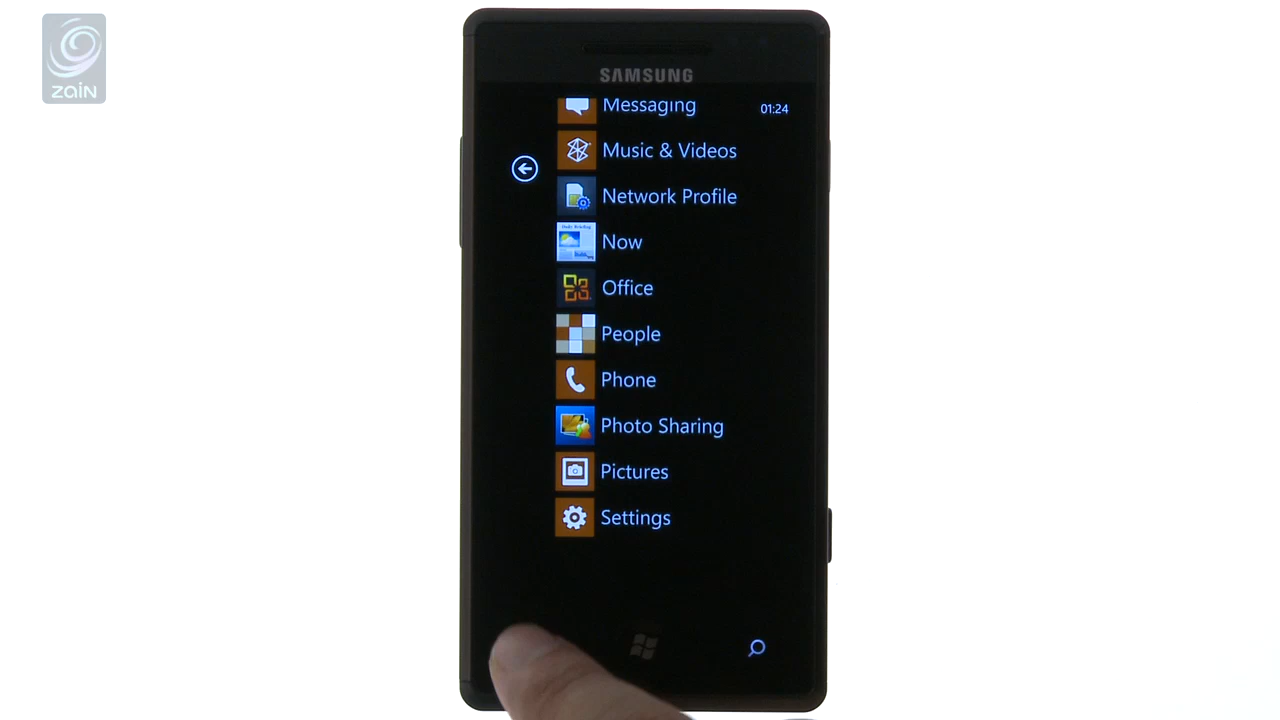 zain
SAMSUNG
Messaging
01:24
Music & Videos
Network Profile
Now
Office
People
Phone
Photo Sharing
Pictures
Settings